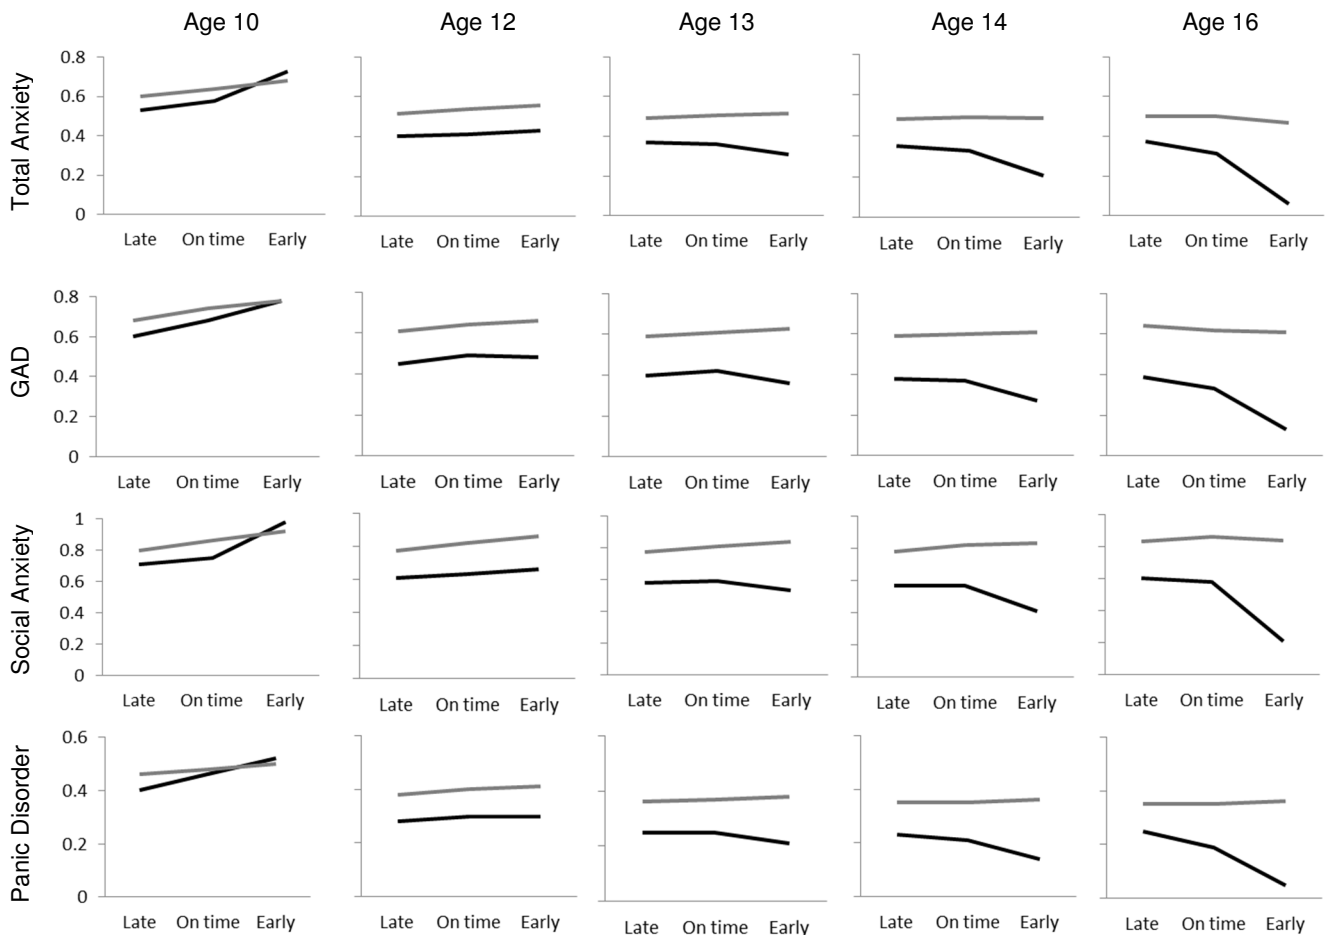 Age 10 Age 12 Age 13 Age 14 Age 16
Total Anxiety
0.8
0.6
0.4
0.2
0
Late On time Early Late On time Early Late On time Early Late On time Early Late On time Early
GAD
0.8
0.6
0.4
0.2
0
Late On time Early Late On time Early Late On time Early Late On time Early Late On time Early
Social Anxiety
1
0.8
0.6
0.4
0.2
0
Late On time Early Late On time Early Late On time Early Late On time Early Late On time Early
Panic Disorder
0.6
0.4
0.2
0
Late On time Early Late On time Early Late On time Early Late On time Early Late On time Early